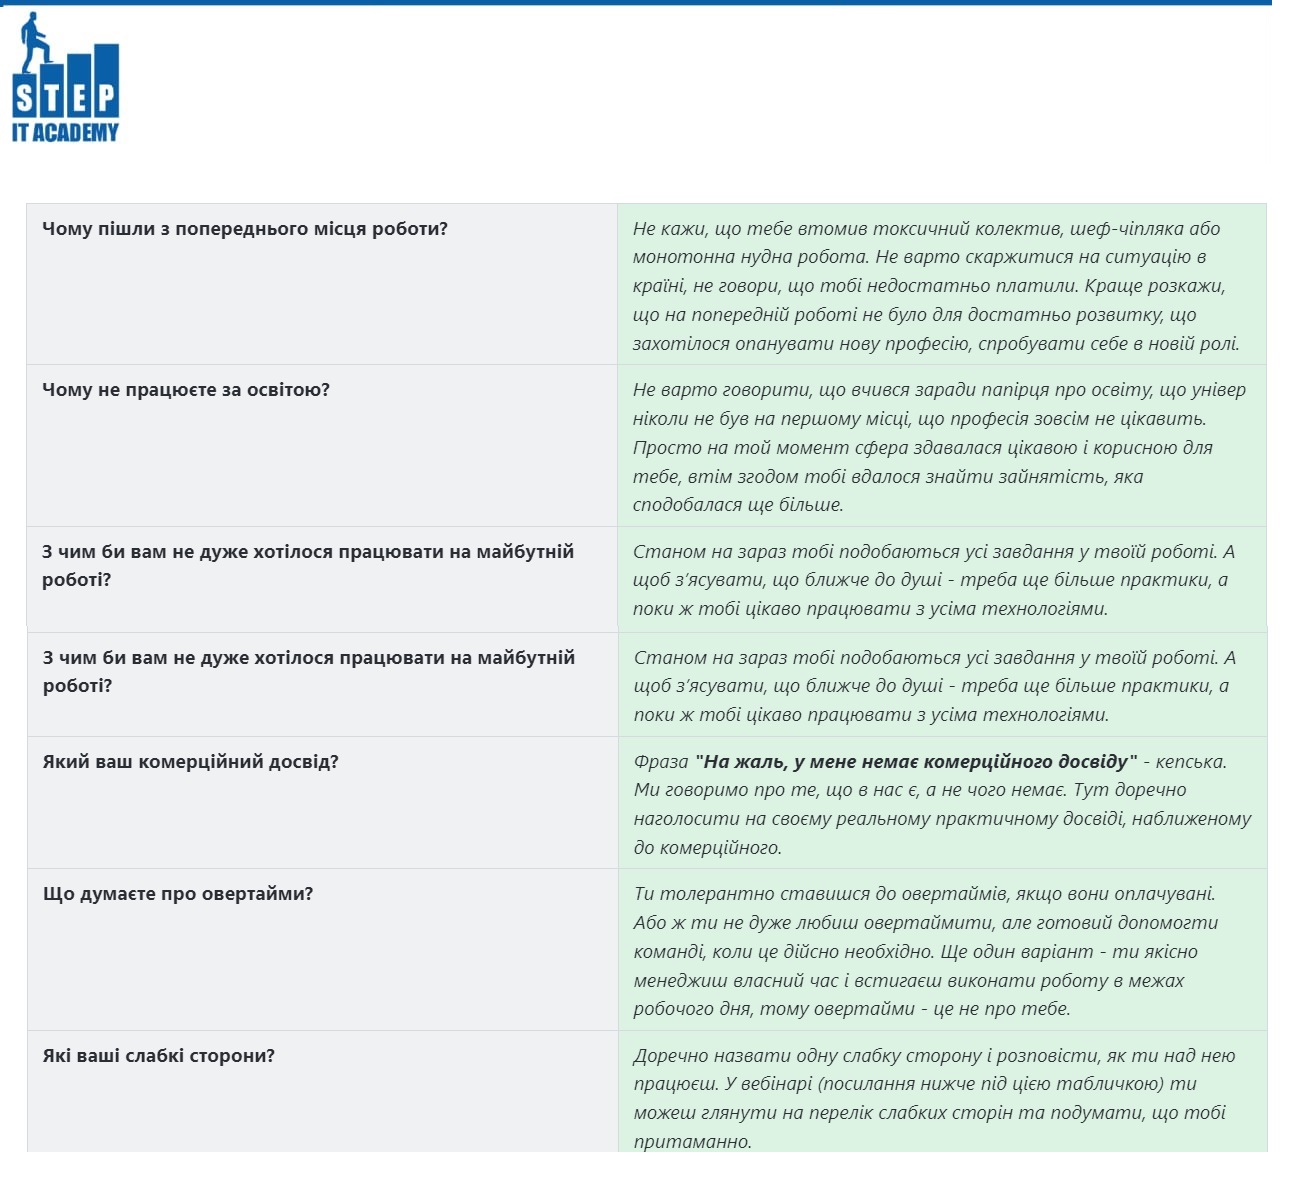 STEP
IT ACADEMY
Чому пішли з попереднього місця роботи?
Не кажи, що тебе втомив токсичний колектив, шеф-чіпляка або
монотонна нудна робота. Не варто скаржитися на ситуацію в
країні, не говори, що тобі недостатньо платили. Краще розкажи,
що на попередній роботі не було для достатньо розвитку, що
захотілося опанувати нову професію, спробувати себе в новій ролі.
Чому не працюєте за освітою?
Не варто говорити, що вчився заради папірця про освіту, що універ
ніколи не був на першому місці, що професія зовсім не цікавить.
Просто на той момент сфера здавалася цікавою і корисною для
тебе, втім згодом тобі вдалося знайти зайнятість, яка
сподобалася ще більше.
З чим би вам не дуже хотілося працювати на майбутній
роботі?
Станом на зараз тобі подобаються усі завдання у твоїй роботі. А
щоб з’ясувати, що ближче до душі - треба ще більше практики, а
поки ж тобі цікаво працювати з усіма технологіями.
З чим би вам не дуже хотілося працювати на майбутній
роботі?
Станом на зараз тобі подобаються усі завдання у твоїй роботі. А
щоб з’ясувати, що ближче до душі - треба ще більше практики, а
поки ж тобі цікаво працювати з усіма технологіями.
Який ваш комерційний досвід?
Фраза "На жаль, у мене немає комерційного досвіду" - кепська.
Ми говоримо про те, що в нас є, а не чого немає. Тут доречно
наголосити на своєму реальному практичному досвіді, наближеному
до комерційного.
Що думаєте про овертайми?
Ти толерантно ставишся до овертаймів, якщо вони оплачувані.
Або ж ти не дуже любиш овертаймити, але готовий допомогти
команді, коли це дійсно необхідно. Ще один варіант - ти якісно
менеджиш власний час і встигаєш виконати роботу в межах
робочого дня, тому овертайми - це не про тебе.
Які ваші слабкі сторони?
Доречно назвати одну слабку сторону і розповісти, як ти над нею
працюєш. У вебінарі (посилання нижче під цією табличкою) ти
можеш глянути на перелік слабких сторін та подумати, що тобі
притаманно.